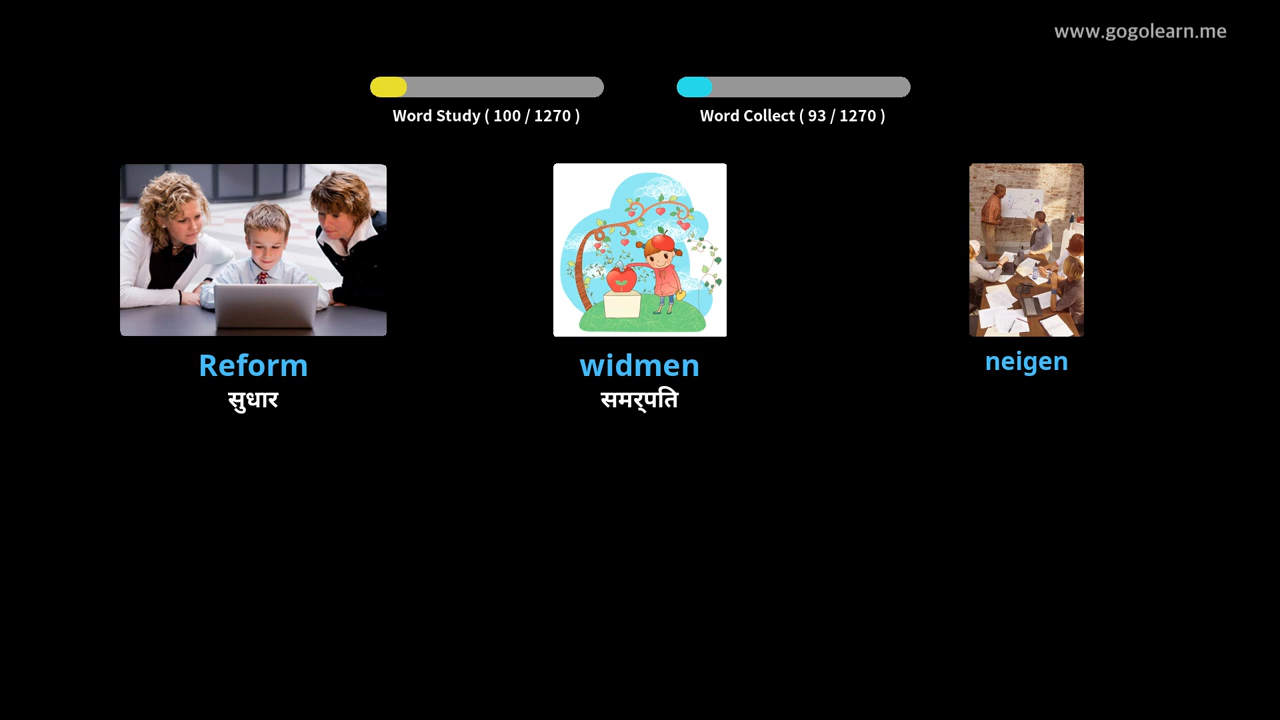 www.gogolearn.me
Word Study ( 100 / 1270 )
Word Collect ( 93 / 1270 )
Reform
सुधार
widmen
समर्पति
neigen